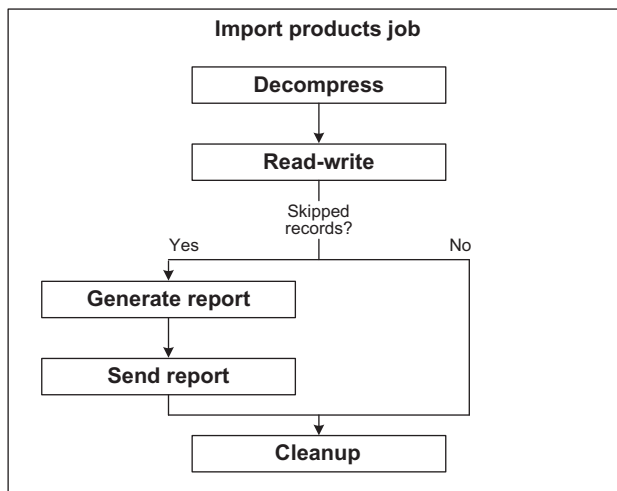 Import products job
Decompress
Read-write
Skipped
records?
Yes
No
Generate report
Send report
Cleanup